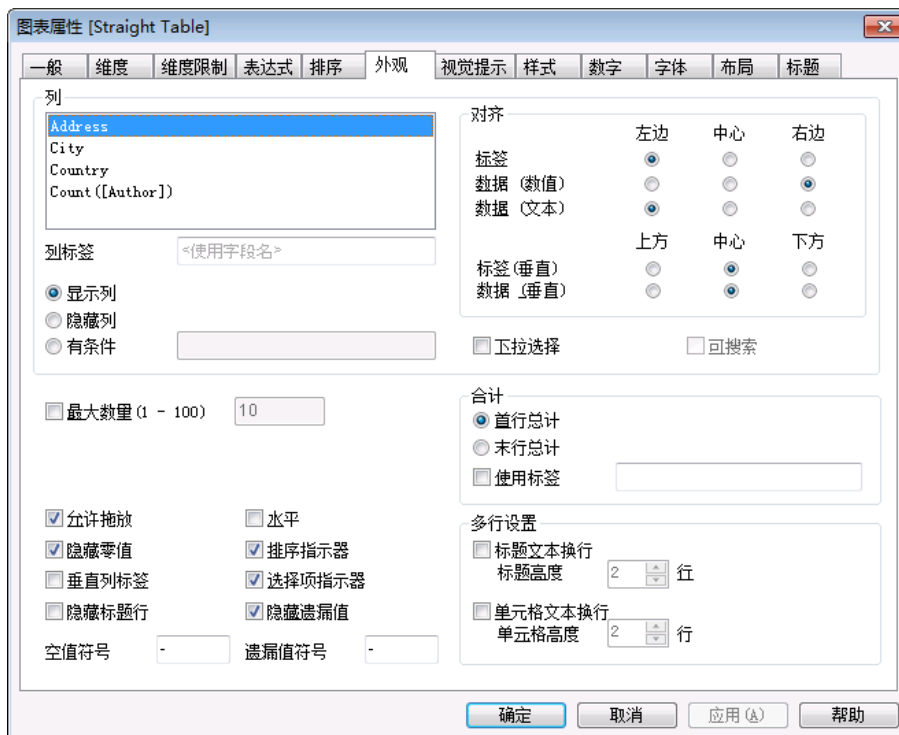 图表属性 [Straight Table]
一般 维度 维度限制 表达式 排序 外观 视觉提示 样式 数字 字体 布局 标题
列
Address
City
Country
Count([Author])
列标签 <使用字段名>
显示列
隐藏列
有条件
对齐
左边 中心 右边
标签
数据 (数值)
数据 (文本)
上方 中心 下方
标签(垂直)
数据 (垂直)
下拉选择 可搜索
最大数量(1 - 100) 10
合计
首行总计
末行总计
使用标签
允许拖放 水平
隐藏零值 排序指示器
垂直列标签 选择项指示器
隐藏标题行 隐藏遗漏值
空值符号 - 遗漏值符号 -
多行设置
标题文本换行
标题高度 2 行
单元格文本换行
单元格高度 2 行
确定 取消 应用(A) 帮助